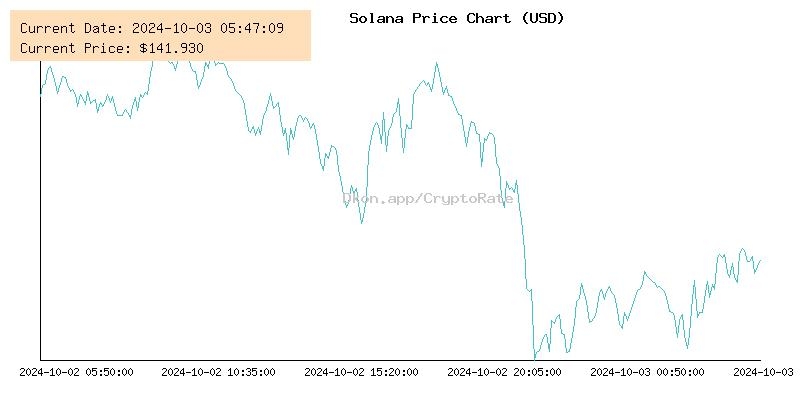 Solana Price Chart (USD)
Current Date: 2024-10-03 05:47:09
Current Price: $141.930
Dkon.app/CryptoRate
2024-10-02 05:50:00 2024-10-02 10:35:00 2024-10-02 15:20:00 2024-10-02 20:05:00 2024-10-03 00:50:00 2024-10-03